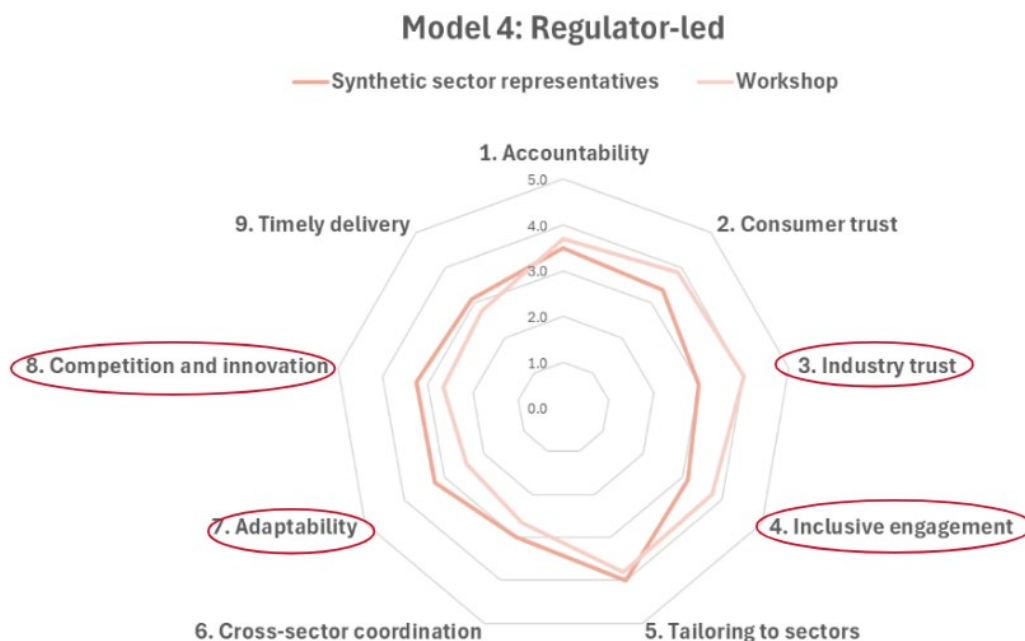 Model 4: Regulator-led
Synthetic sector representatives Workshop
1. Accountability
5.0
9. Timely delivery
2. Consumer trust
4.0
3.0
2.0
8. Competition and innovation
3. Industry trust
1.0
0.0
7. Adaptability
4. Inclusive engagement
6. Cross-sector coordination
5. Tailoring to sectors